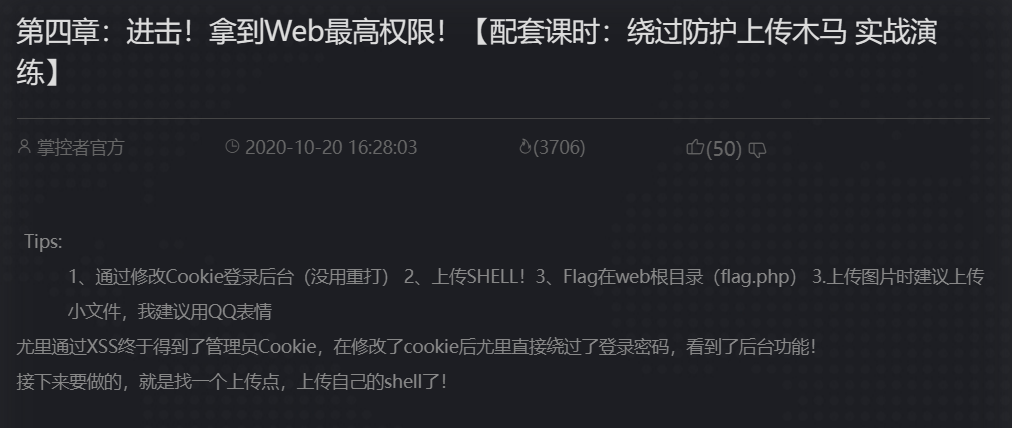 第四章：进击！拿到Web最高权限！【配套课时：绕过防护上传木马 实战演
练】
掌控者官方 2020-10-20 16:28:03 (3706) (50)
Tips:
1、通过修改Cookie登录后台（没用重打） 2、上传SHELL！3、Flag在web根目录（flag.php） 3.上传图片时建议上传
小文件，我建议用QQ表情
尤里通过XSS终于得到了管理员Cookie，在修改了cookie后尤里直接绕过了登录密码，看到了后台功能！
接下来要做的，就是找一个上传点，上传自己的shell了！